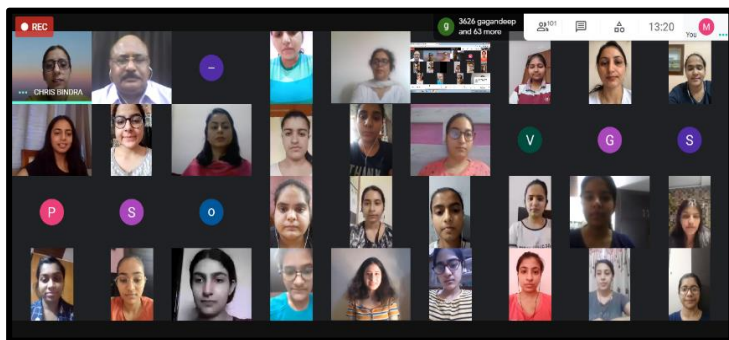 REC
g
3626 gagandeep
and 63 more
101
13:20
You
M
CHRIS BINDRA
V
G
S
P
S
O